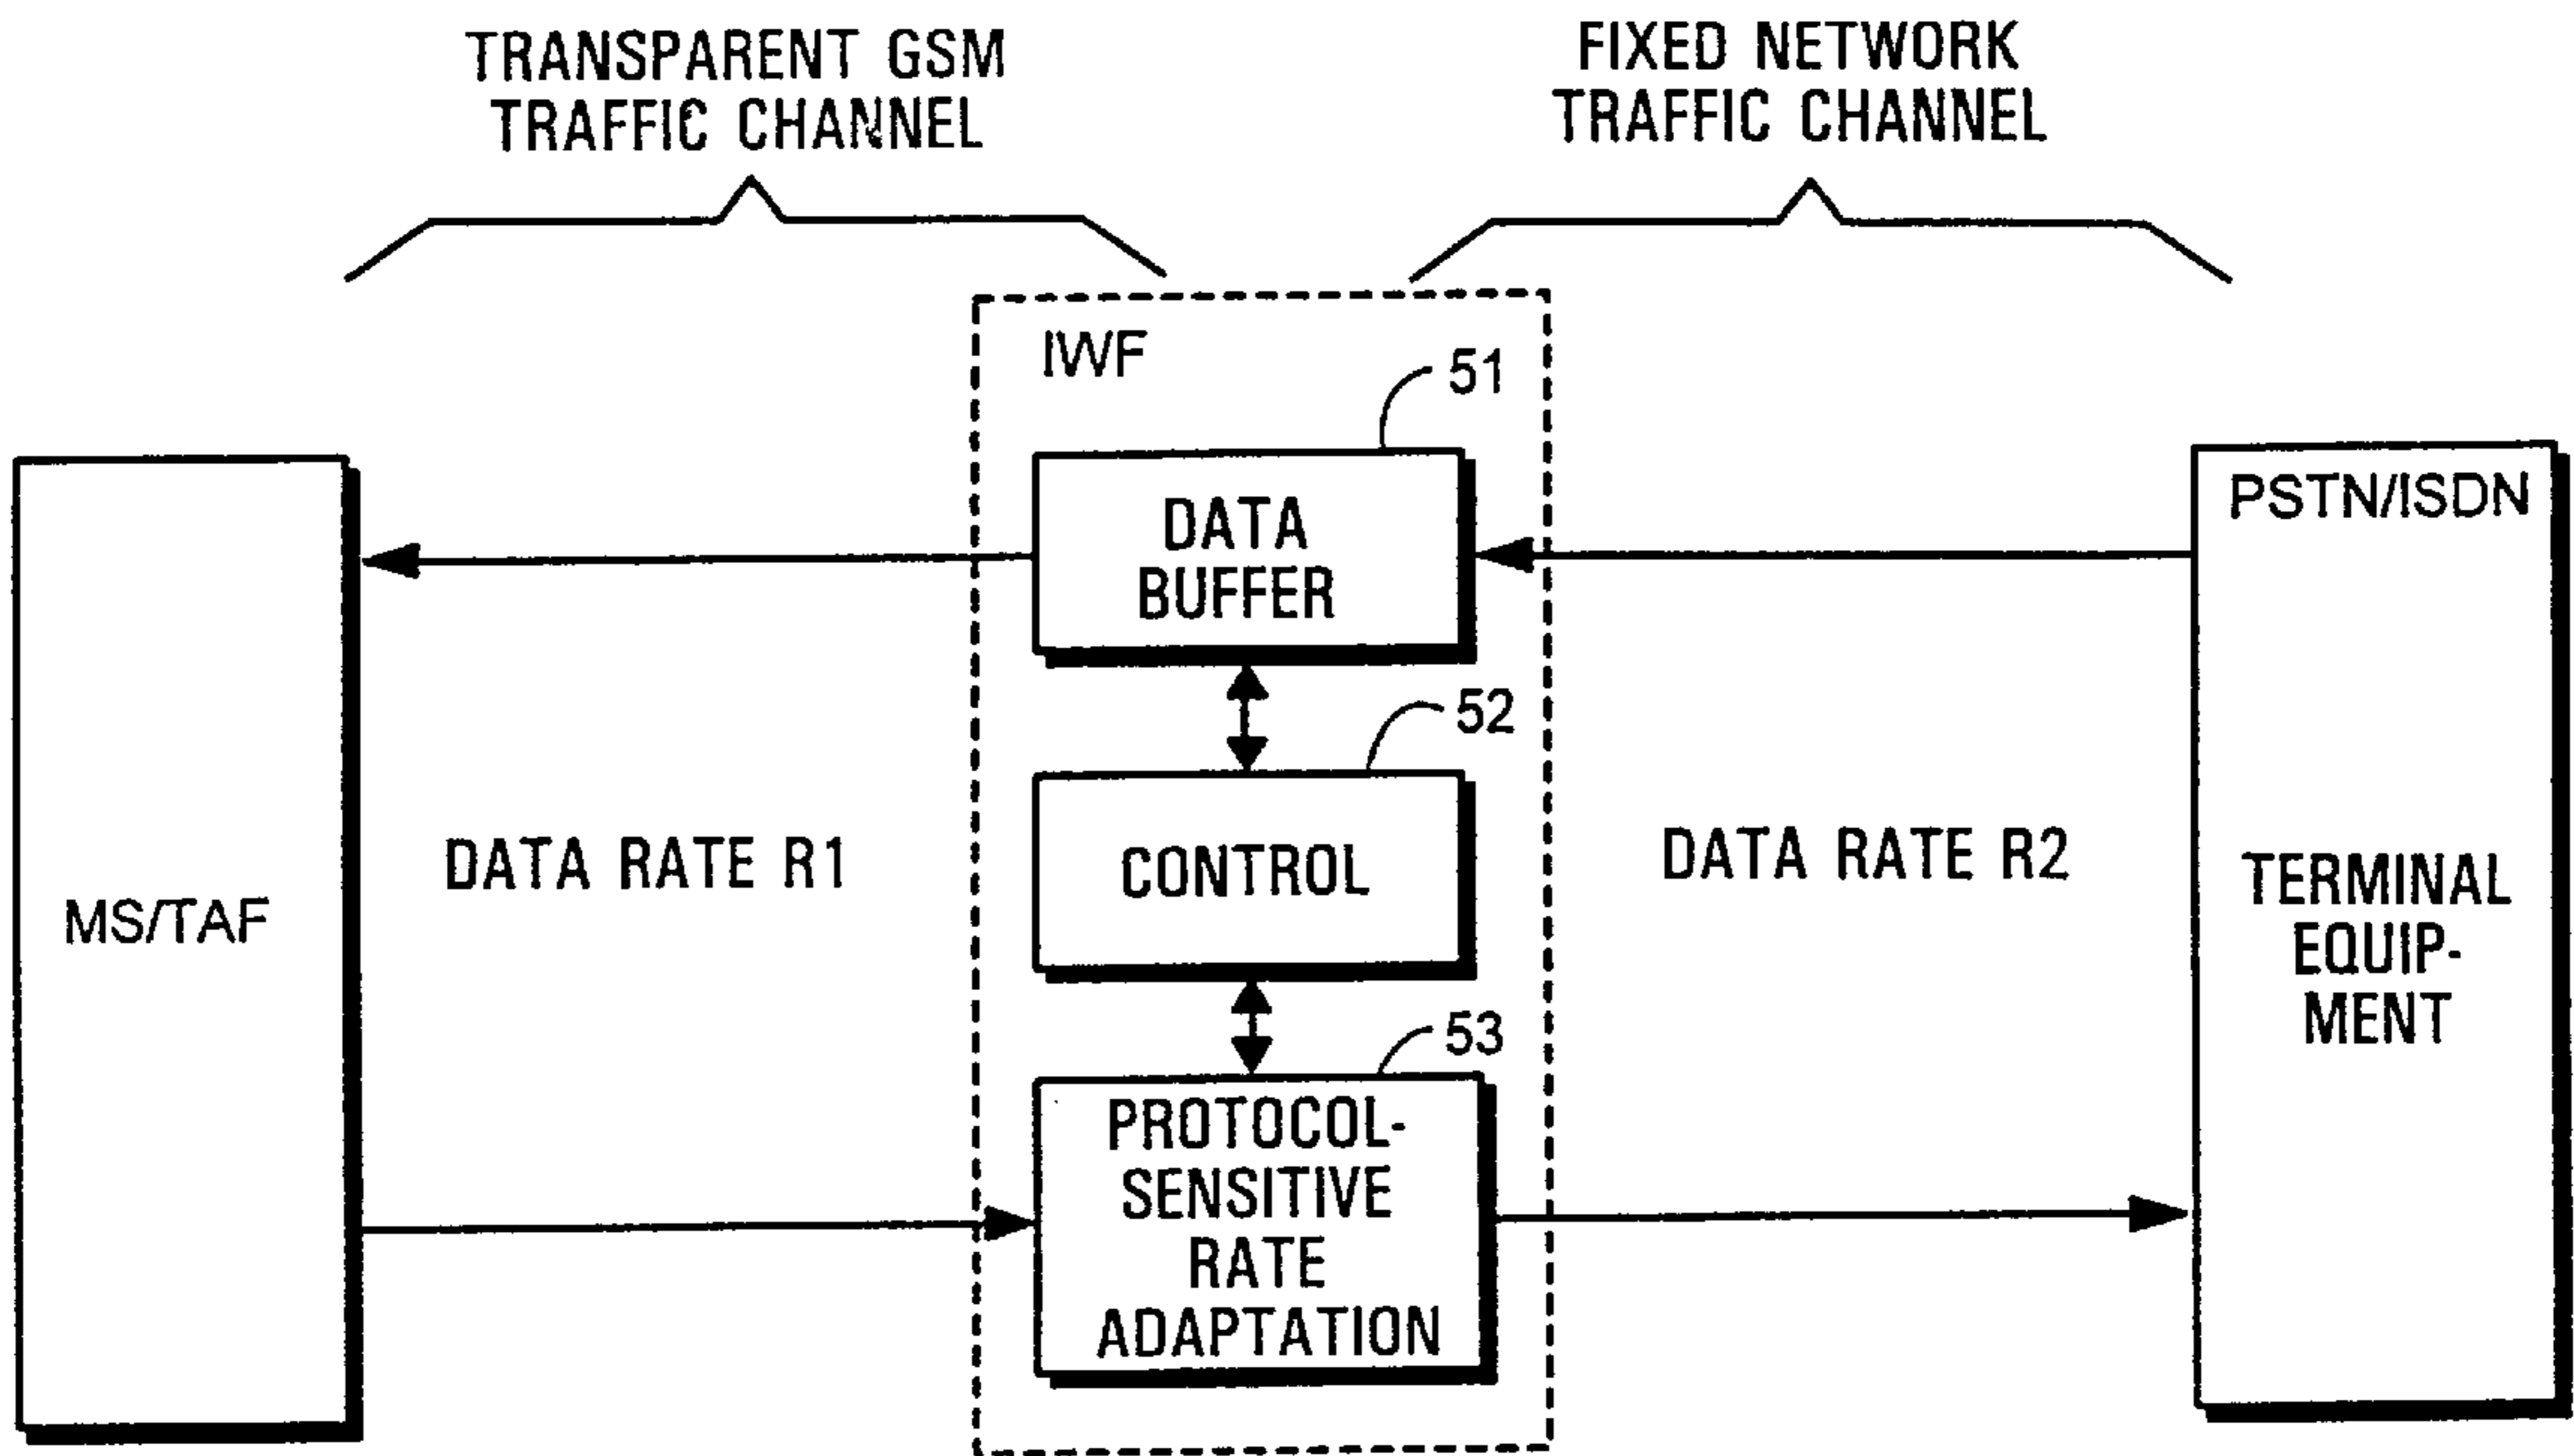 TRANSPARENT GSM
TRAFFIC CHANNEL
FIXED NETWORK
TRAFFIC CHANNEL
IWF
51
DATA
BUFFER
PSTN/ISDN
52
DATA RATE R1
CONTROL
DATA RATE R2
MS/TAF
TERMINAL
EQUIP-
MENT
53
PROTOCOL-
SENSITIVE
RATE
ADAPTATION